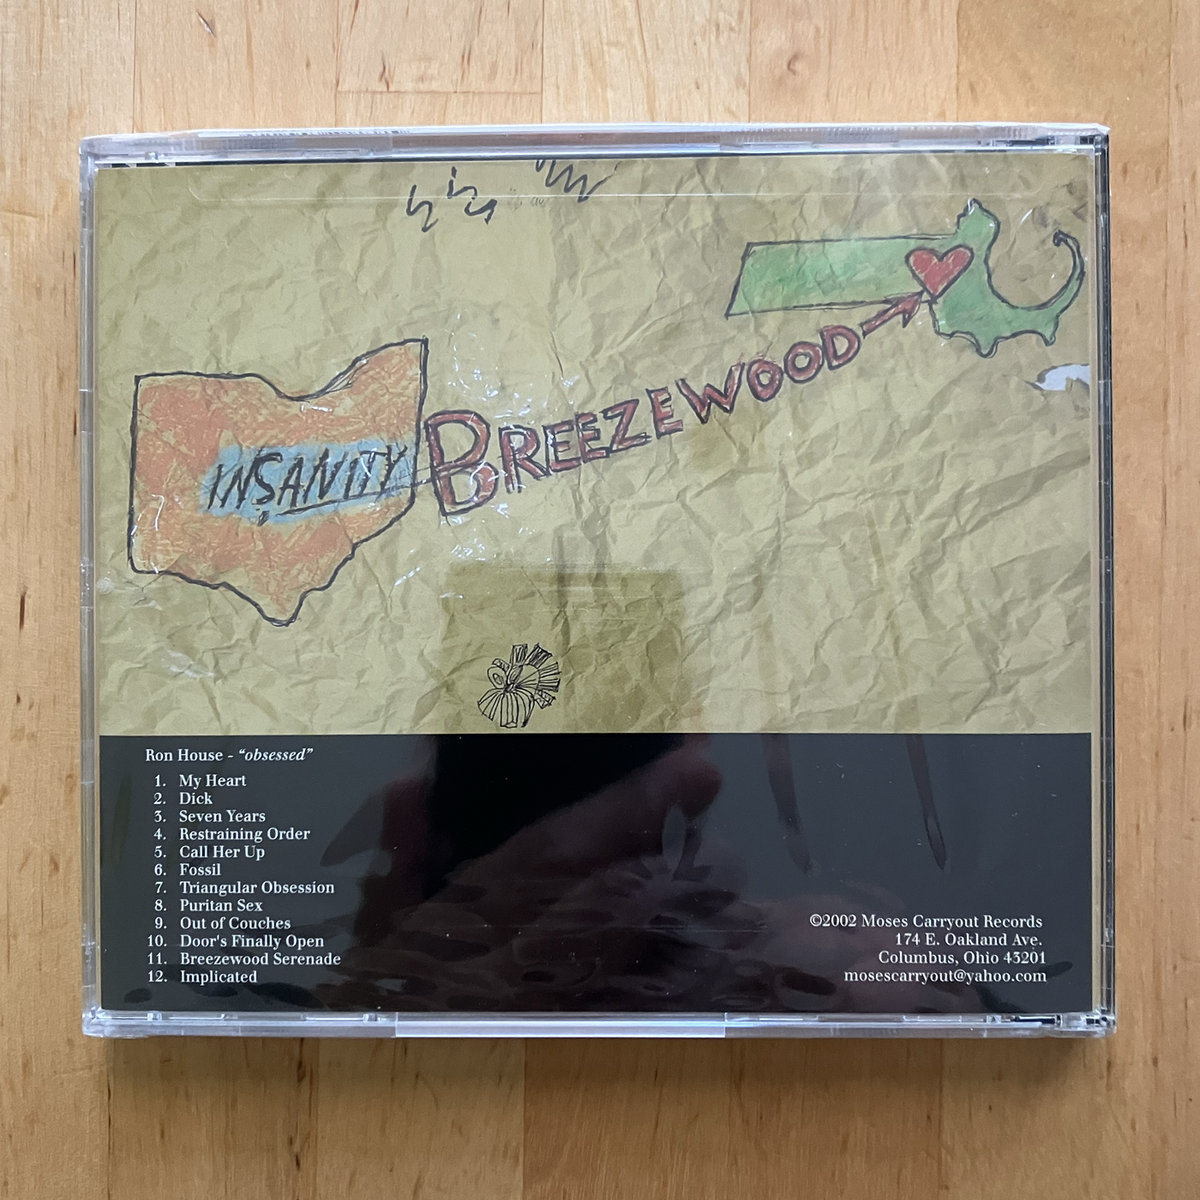 BREEZEWOOD
INSANITY
Ron House - “obsessed”
1. My Heart
2. Dick
3. Seven Years
4. Restraining Order
5. Call Her Up
6. Fossil
7. Triangular Obsession
8. Puritan Sex
9. Out of Couches
10. Door's Finally Open
11. Breezewood Serenade
12. Implicated
©2002 Moses Carryout Records
174 E. Oakland Ave.
Columbus, Ohio 43201
mosescarryout@yahoo.com